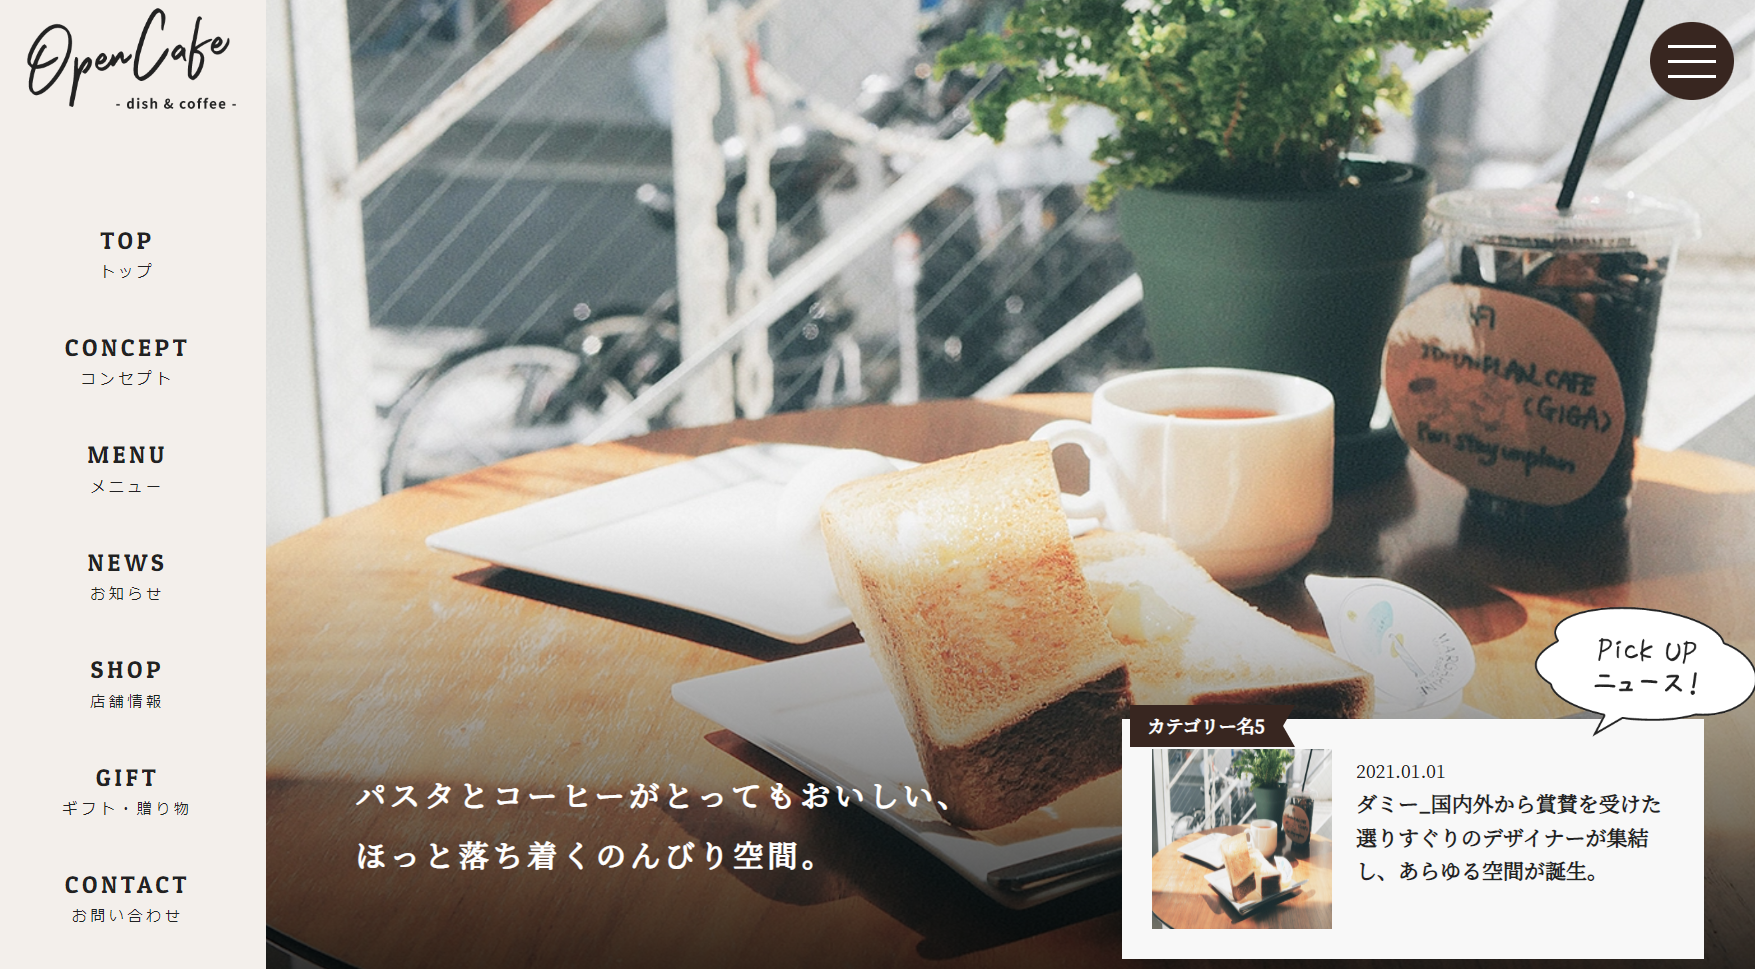 Open Cafe
- dish & coffee -
TOP
トップ
CONCEPT
コンセプト
MENU
メニュー
NEWS
お知らせ
SHOP
店舗情報
GIFT
ギフト・贈り物
CONTACT
お問い合わせ
CAFE
(GIGA)
パスタとコーヒーがとってもおいしい、
ほっと落ち着くのんびり空間。
Pick UP
ニュース!
カテゴリー名5
2021.01.01
ダミー_国内外から賞賛を受けた
選りすぐりのデザイナーが集結
し、あらゆる空間が誕生。